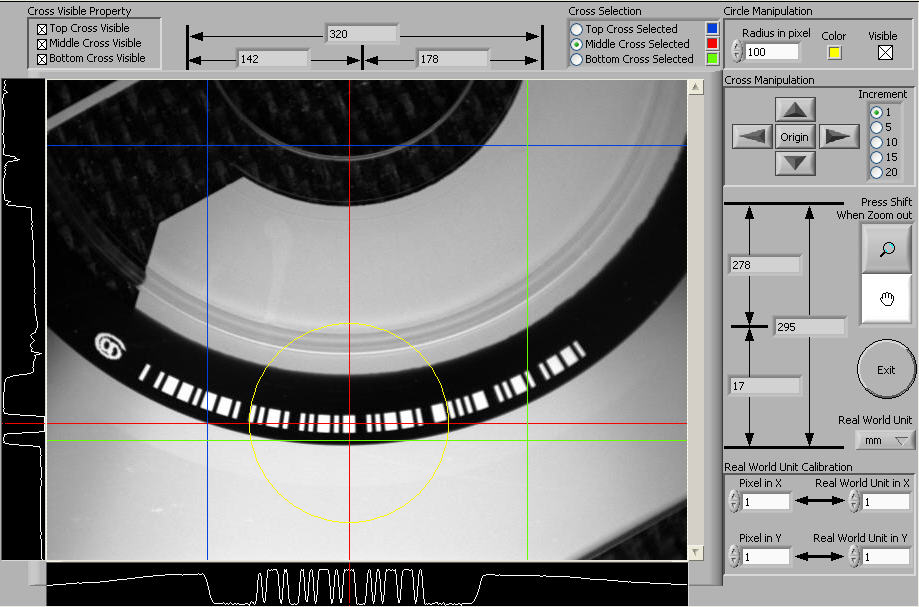 Cross Visible Property
Top Cross Visible
Middle Cross Visible
Bottom Cross Visible
320
142
178
Cross Selection
Top Cross Selected
Middle Cross Selected
Bottom Cross Selected
Circle Manipulation
Radius in pixel
Color
Visible
100
Cross Manipulation
Increment
Origin
1
5
10
15
20
Press Shift
When Zoom out
278
295
17
Exit
Real World Unit
mm
Real World Unit Calibration
Pixel in X
Real World Unit in X
1
1
Pixel in Y
Real World Unit in Y
1
1